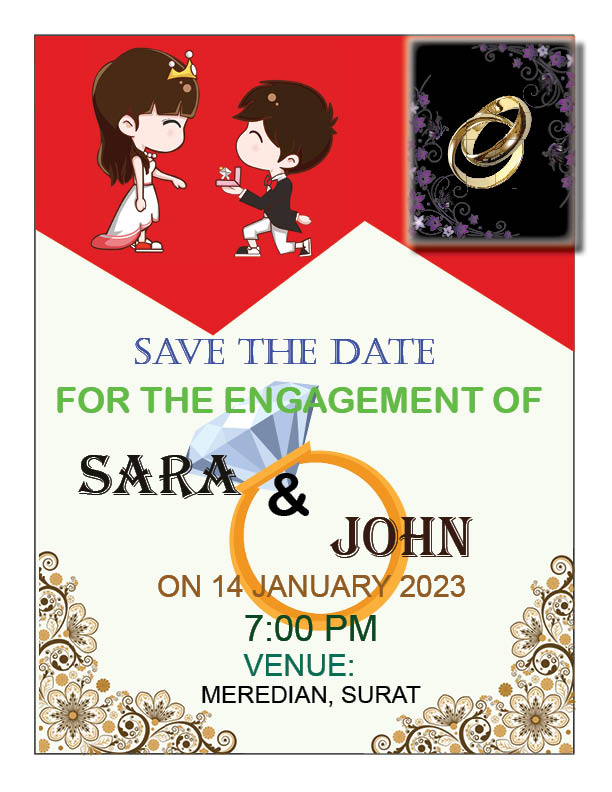 SAVE THE DATE
FOR THE ENGAGEMENT OF
SARA
&
JOHN
ON 14 JANUARY 2023
7:00 PM
VENUE:
MEREDIAN, SURAT